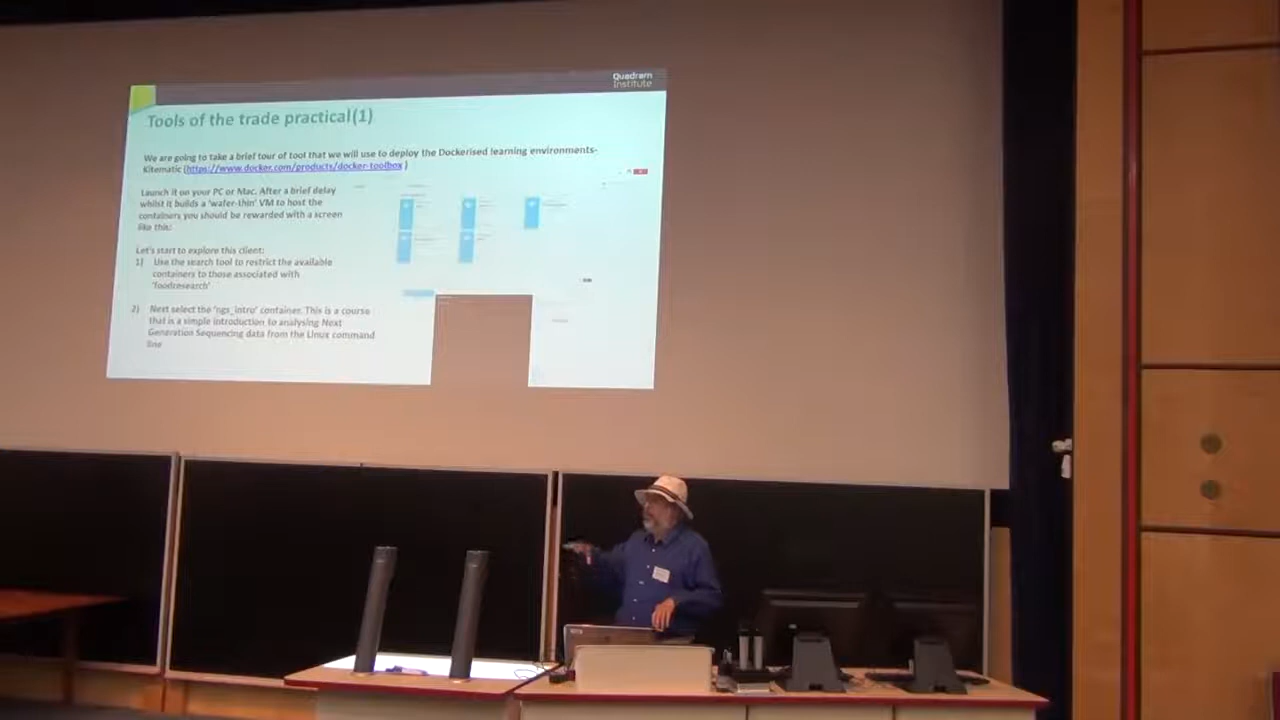 Quadram
Institute
Tools of the trade practical(1)
We are going to take a brief tour of tool that we will use to deploy the Dockerised learning environments-
Kitematic (https://www.docker.com/products/docker-toolbox )
Launch it on your PC or Mac. After a brief delay
whilst it builds a 'wafer-thin' VM to host the
containers you should be rewarded with a screen
like this:
Let's start to explore this client:
1) Use the search tool to restrict the available
containers to those associated with
'foodresearch'
2) Next select the 'ngs_intro' container. This is a course
that is a simple introduction to analysing Next
Generation Sequencing data from the Linux command
line